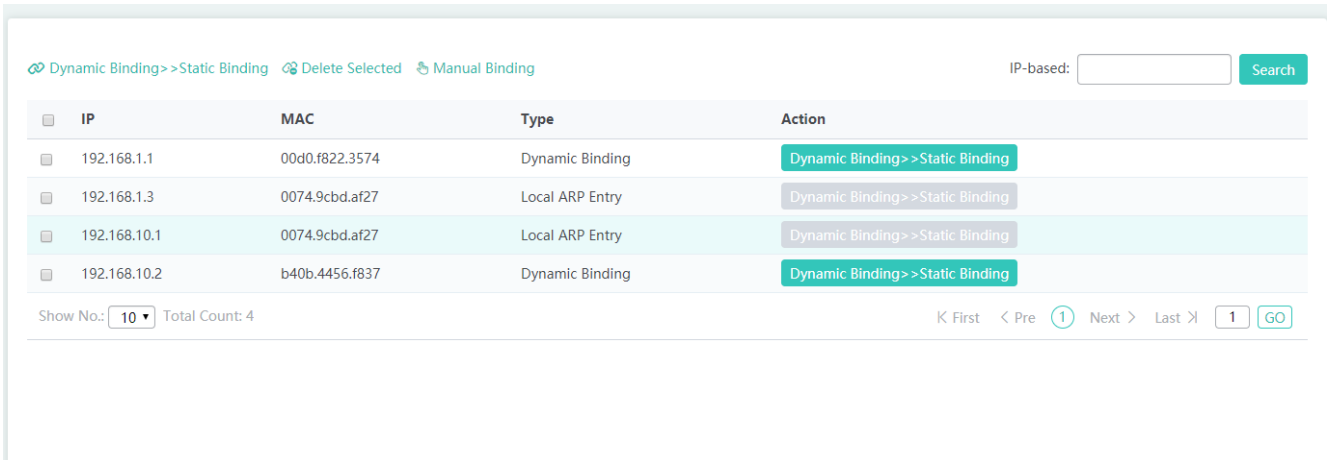 Dynamic Binding>>Static Binding Delete Selected Manual Binding IP-based: Search
IP MAC Type Action
192.168.1.1 00d0.f822.3574 Dynamic Binding Dynamic Binding>>Static Binding
192.168.1.3 0074.9cbd.af27 Local ARP Entry Dynamic Binding>>Static Binding
192.168.10.1 0074.9cbd.af27 Local ARP Entry Dynamic Binding>>Static Binding
192.168.10.2 b40b.4456.f837 Dynamic Binding Dynamic Binding>>Static Binding
Show No.: 10 Total Count: 4 First Pre 1 Next Last 1 GO